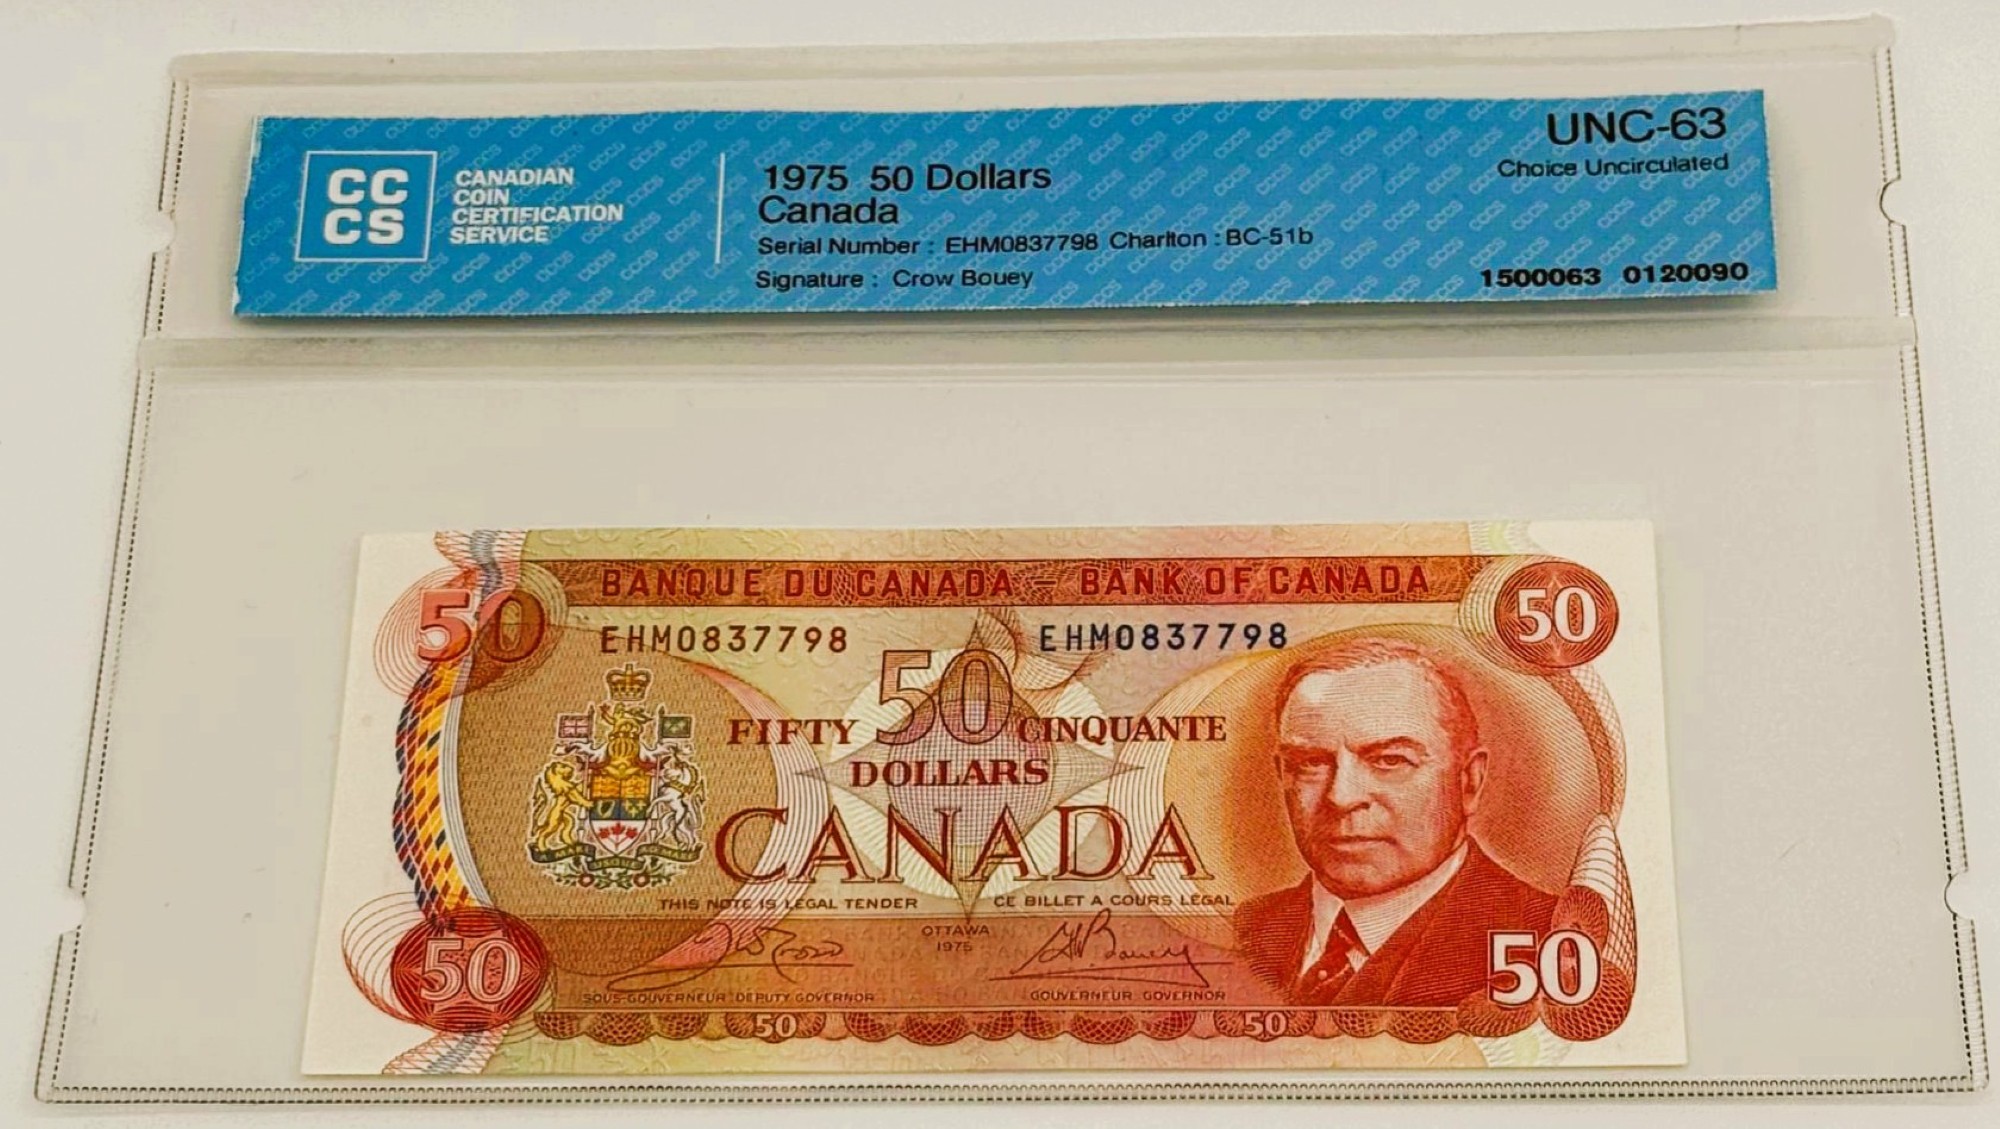 CC
CS
CANADIAN
COIN
CERTIFICATION
SERVICE
1975 50 Dollars
Canada
Serial Number : EHM0837798 Charlton : BC-51b
Signature : Crow Bouey
UNC-63
Choice Uncirculated
1500063 0120090
BANQUE DU CANADA – BANK OF CANADA
50
50
EHM0837798 EHM0837798
50
FIFTY CINQUANTE
DOLLARS
CANADA
THIS NOTE IS LEGAL TENDER CE BILLET A COURS LEGAL
OTTAWA
1975
SOUS-GOUVERNEUR DEPUTY GOVERNOR GOUVERNEUR GOVERNOR
50
50
50 50